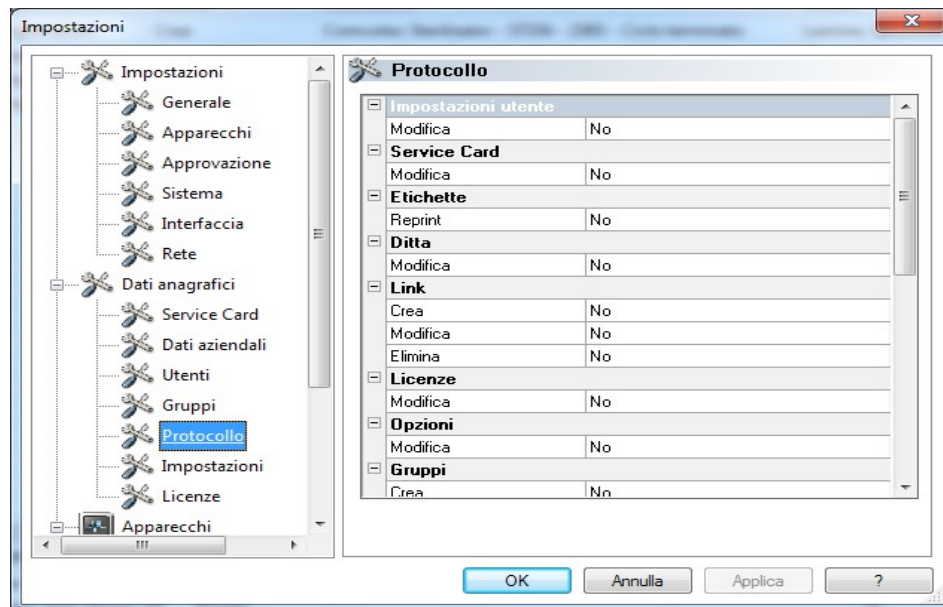 Impostazioni
Impostazioni
Generale
Apparecchi
Approvazione
Sistema
Interfaccia
Rete
Dati anagrafici
Service Card
Dati aziendali
Utenti
Gruppi
Protocollo
Impostazioni
Licenze
Apparecchi
Protocollo
Impostazioni utente
Modifica No
Service Card
Modifica No
Etichette
Reprint No
Ditta
Modifica No
Link
Crea No
Modifica No
Elimina No
Licenze
Modifica No
Opzioni
Modifica No
Gruppi
Crea No
OK Annulla Applica ?